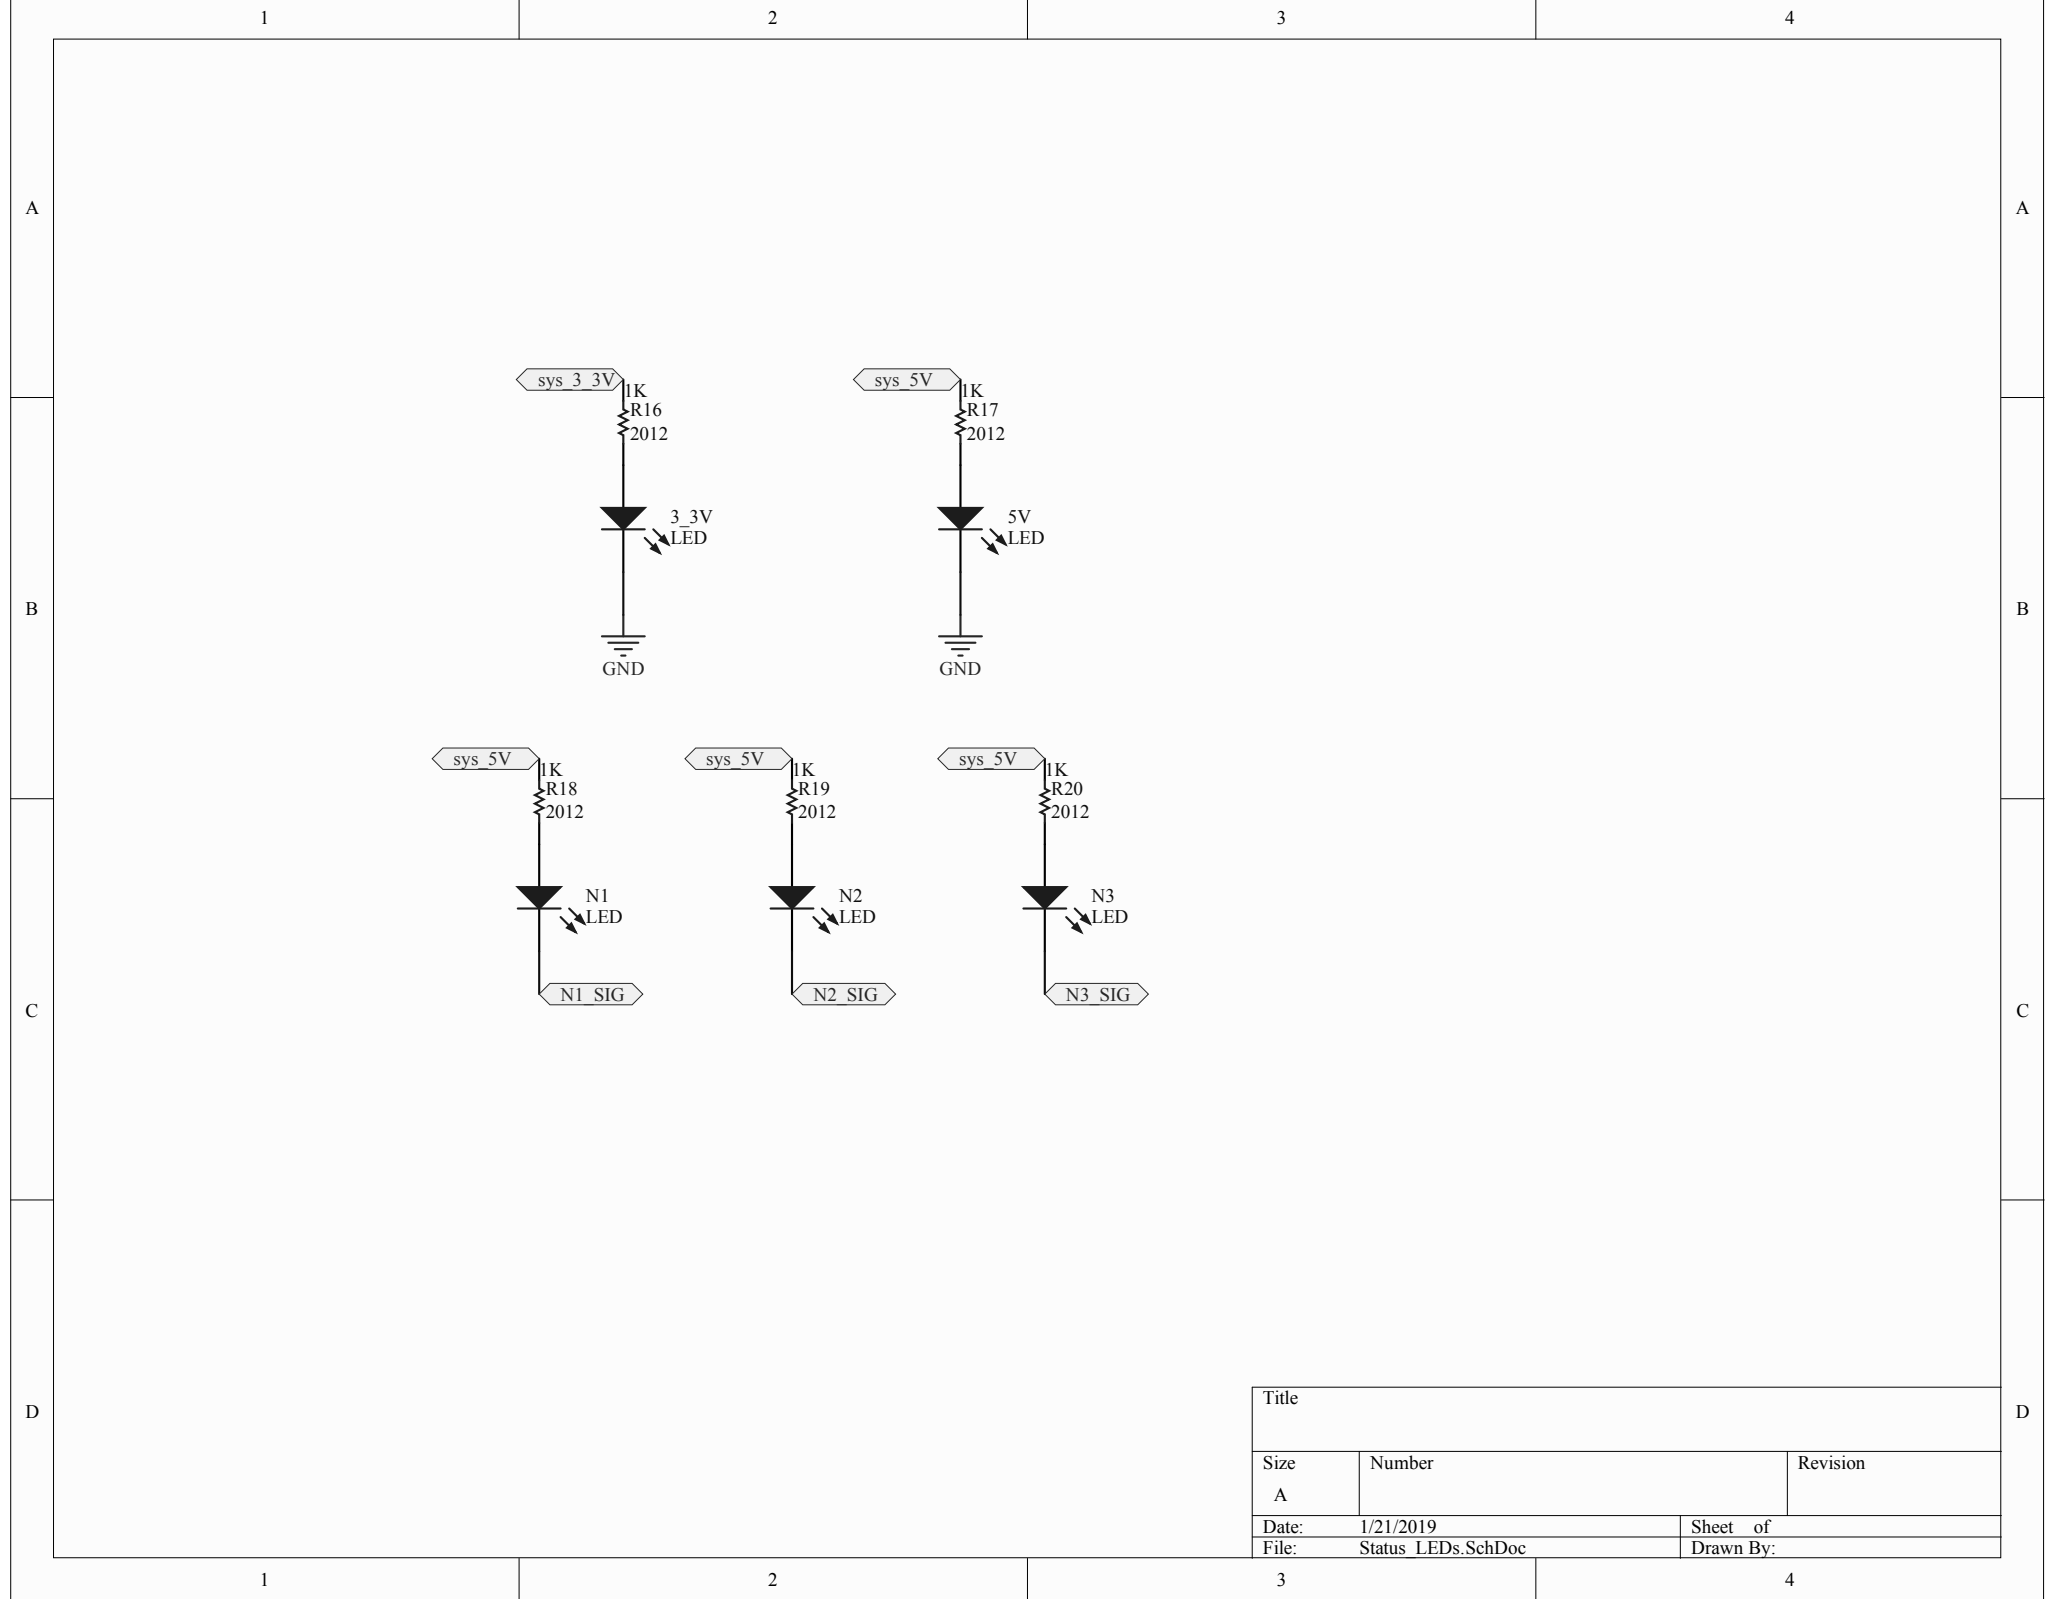 1 2 3 4
A A
sys_3_3V
1K
R16
2012
3_3V
LED
GND
sys_5V
1K
R17
2012
5V
LED
GND
B B
sys_5V
1K
R18
2012
N1
LED
N1_SIG
sys_5V
1K
R19
2012
N2
LED
N2_SIG
sys_5V
1K
R20
2012
N3
LED
N3_SIG
C C
D D
Title
Size
A
Number
Revision
Date: 1/21/2019
Sheet of
File: Status_LEDs.SchDoc
Drawn By:
1 2 3 4